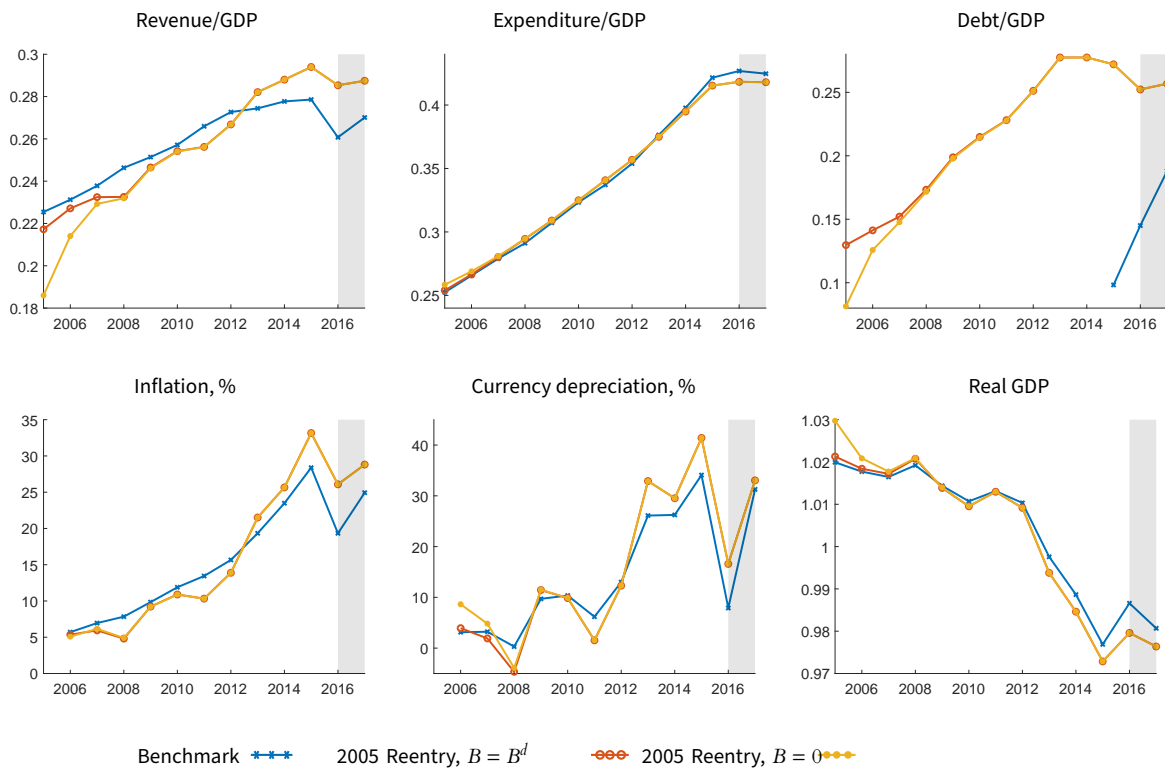 Revenue/GDP
Expenditure/GDP
Debt/GDP
0.3
0.28
0.26
0.24
0.22
0.2
0.18
2006 2008 2010 2012 2014 2016
0.4
0.35
0.3
0.25
2006 2008 2010 2012 2014 2016
0.25
0.2
0.15
0.1
2006 2008 2010 2012 2014 2016
Inflation, %
Currency depreciation, %
Real GDP
35
30
25
20
15
10
5
0
2006 2008 2010 2012 2014 2016
40
30
20
10
0
2006 2008 2010 2012 2014 2016
1.03
1.02
1.01
1
0.99
0.98
0.97
2006 2008 2010 2012 2014 2016
Benchmark 2005 Reentry, B = B^d 2005 Reentry, B = 0